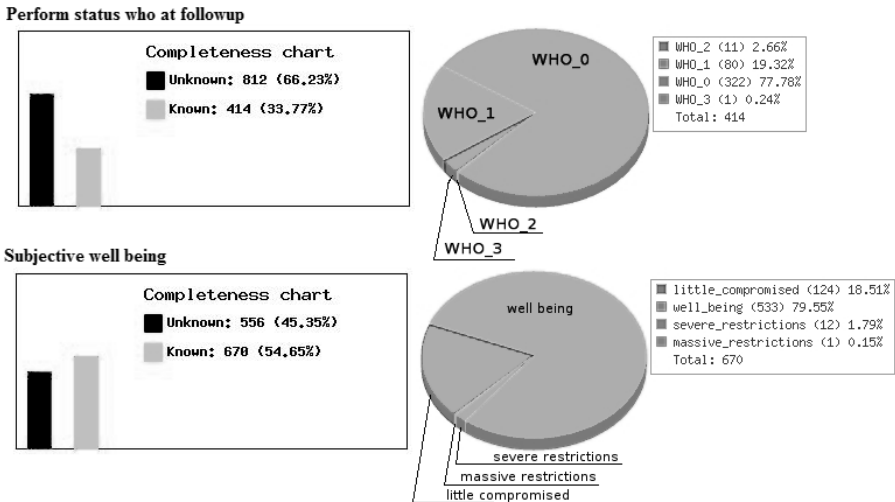 Perform status who at followup
Completeness chart
Unknown: 812 (66.23%)
Known: 414 (33.77%)
WHO_0
WHO_1
WHO_2
WHO_3
WHO_2 (11) 2.66%
WHO_1 (80) 19.32%
WHO_0 (322) 77.78%
WHO_3 (1) 0.24%
Total: 414
Subjective well being
Completeness chart
Unknown: 556 (45.35%)
Known: 670 (54.65%)
well being
severe restrictions
massive restrictions
little compromised
little_compromised (124) 18.51%
well_being (533) 79.55%
severe_restrictions (12) 1.79%
massive_restrictions (1) 0.15%
Total: 670